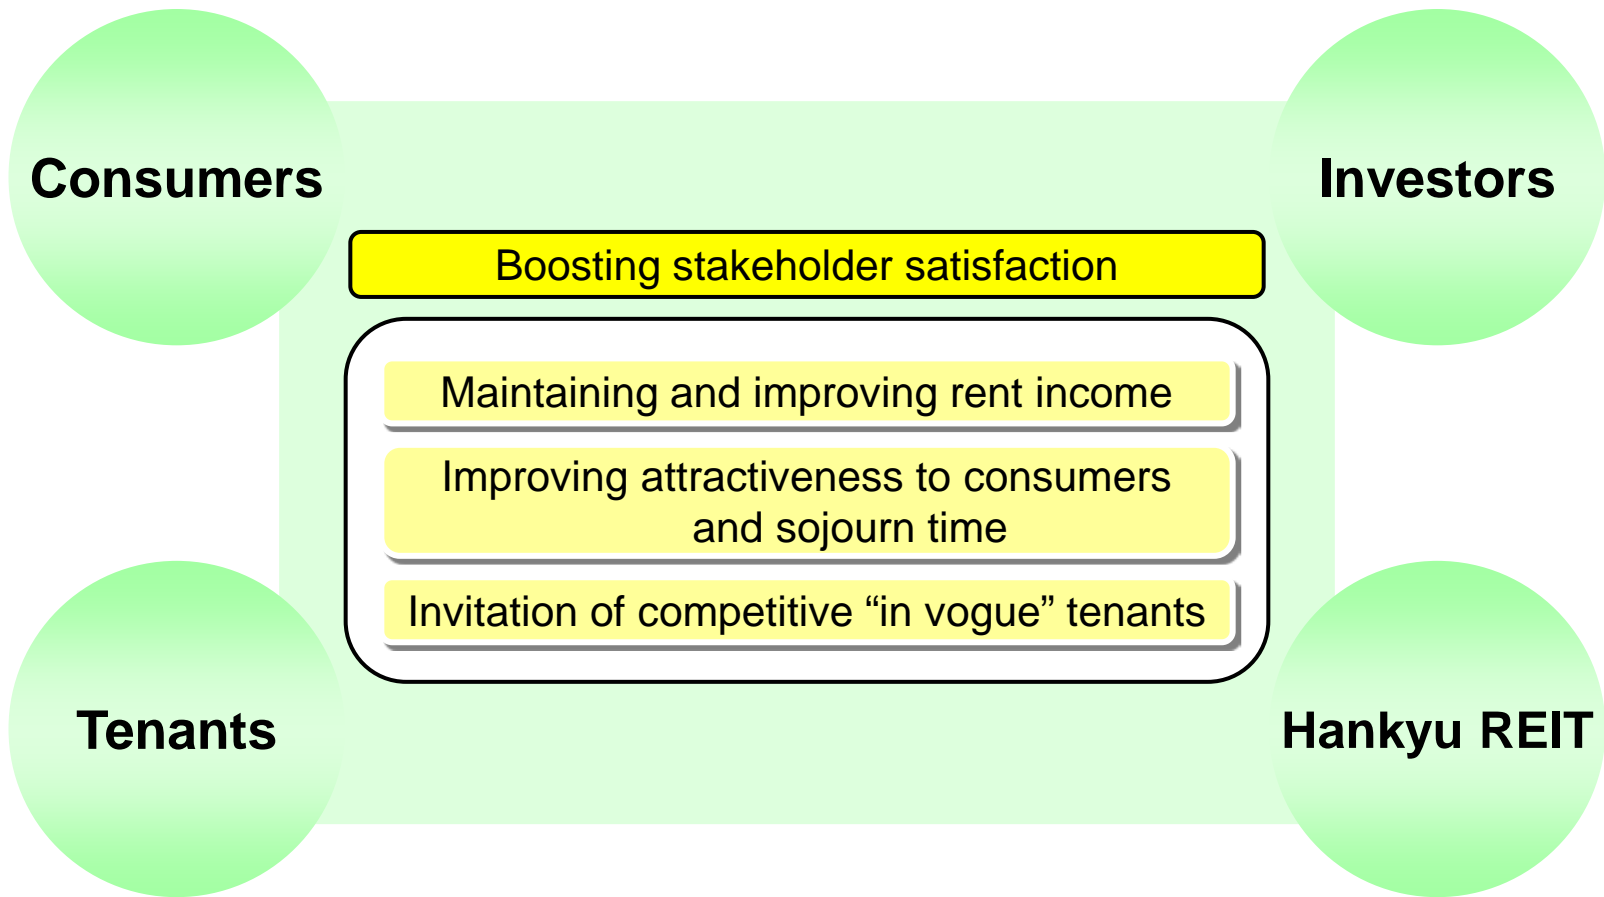 Consumers
Investors
Boosting stakeholder satisfaction
Maintaining and improving rent income
Improving attractiveness to consumers
and sojourn time
Invitation of competitive “in vogue” tenants
Tenants
Hankyu REIT